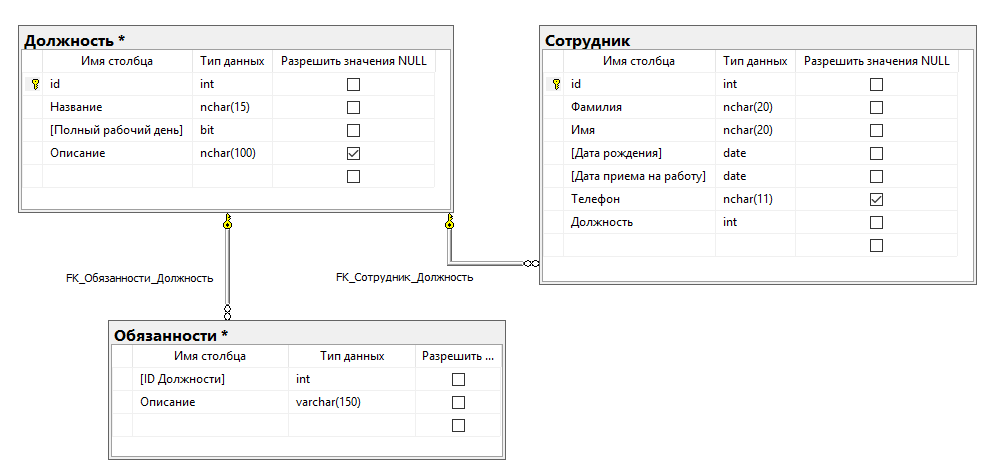 Должность *
Имя столбца Тип данных Разрешить значения NULL
id int
Название nchar(15)
[Полный рабочий день] bit
Описание nchar(100)
Сотрудник
Имя столбца Тип данных Разрешить значения NULL
id int
Фамилия nchar(20)
Имя nchar(20)
[Дата рождения] date
[Дата приема на работу] date
Телефон nchar(11)
Должность int
FK_Обязанности_Должность
FK_Сотрудник_Должность
Обязанности *
Имя столбца Тип данных Разрешить ...
[ID Должности] int
Описание varchar(150)